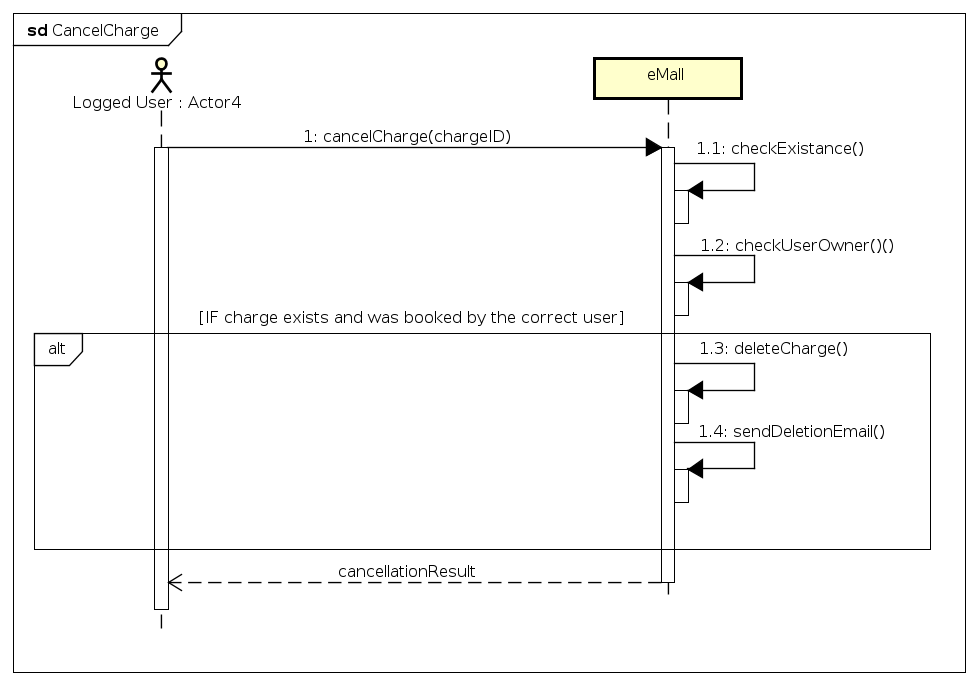 sd CancelCharge
Logged User : Actor4
eMall
1: cancelCharge(chargeID)
1.1: checkExistance()
1.2: checkUserOwner()()
[IF charge exists and was booked by the correct user]
alt
1.3: deleteCharge()
1.4: sendDeletionEmail()
cancellationResult